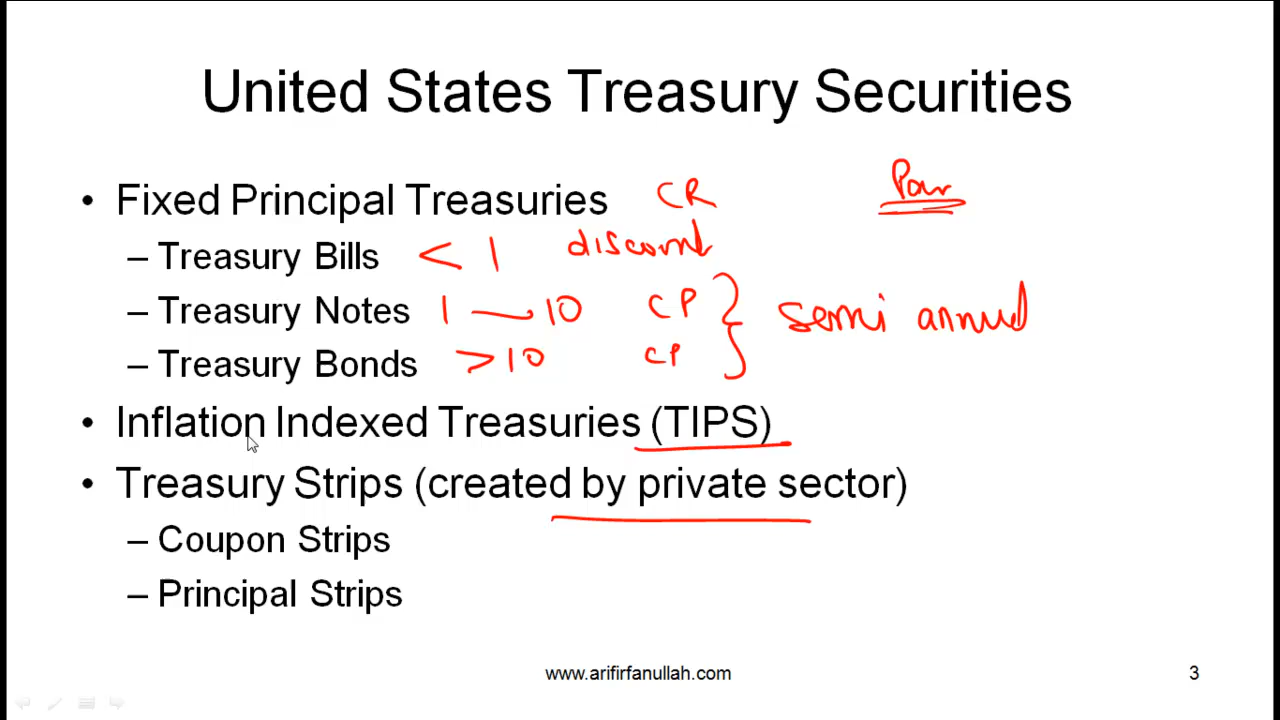 United States Treasury Securities
• Fixed Principal Treasuries CR Par
– Treasury Bills < 1 discount
– Treasury Notes 1 — 10 CP } semi annual
– Treasury Bonds > 10 CP
• Inflation Indexed Treasuries (TIPS)
• Treasury Strips (created by private sector)
– Coupon Strips
– Principal Strips
www.arifirfanullah.com 3